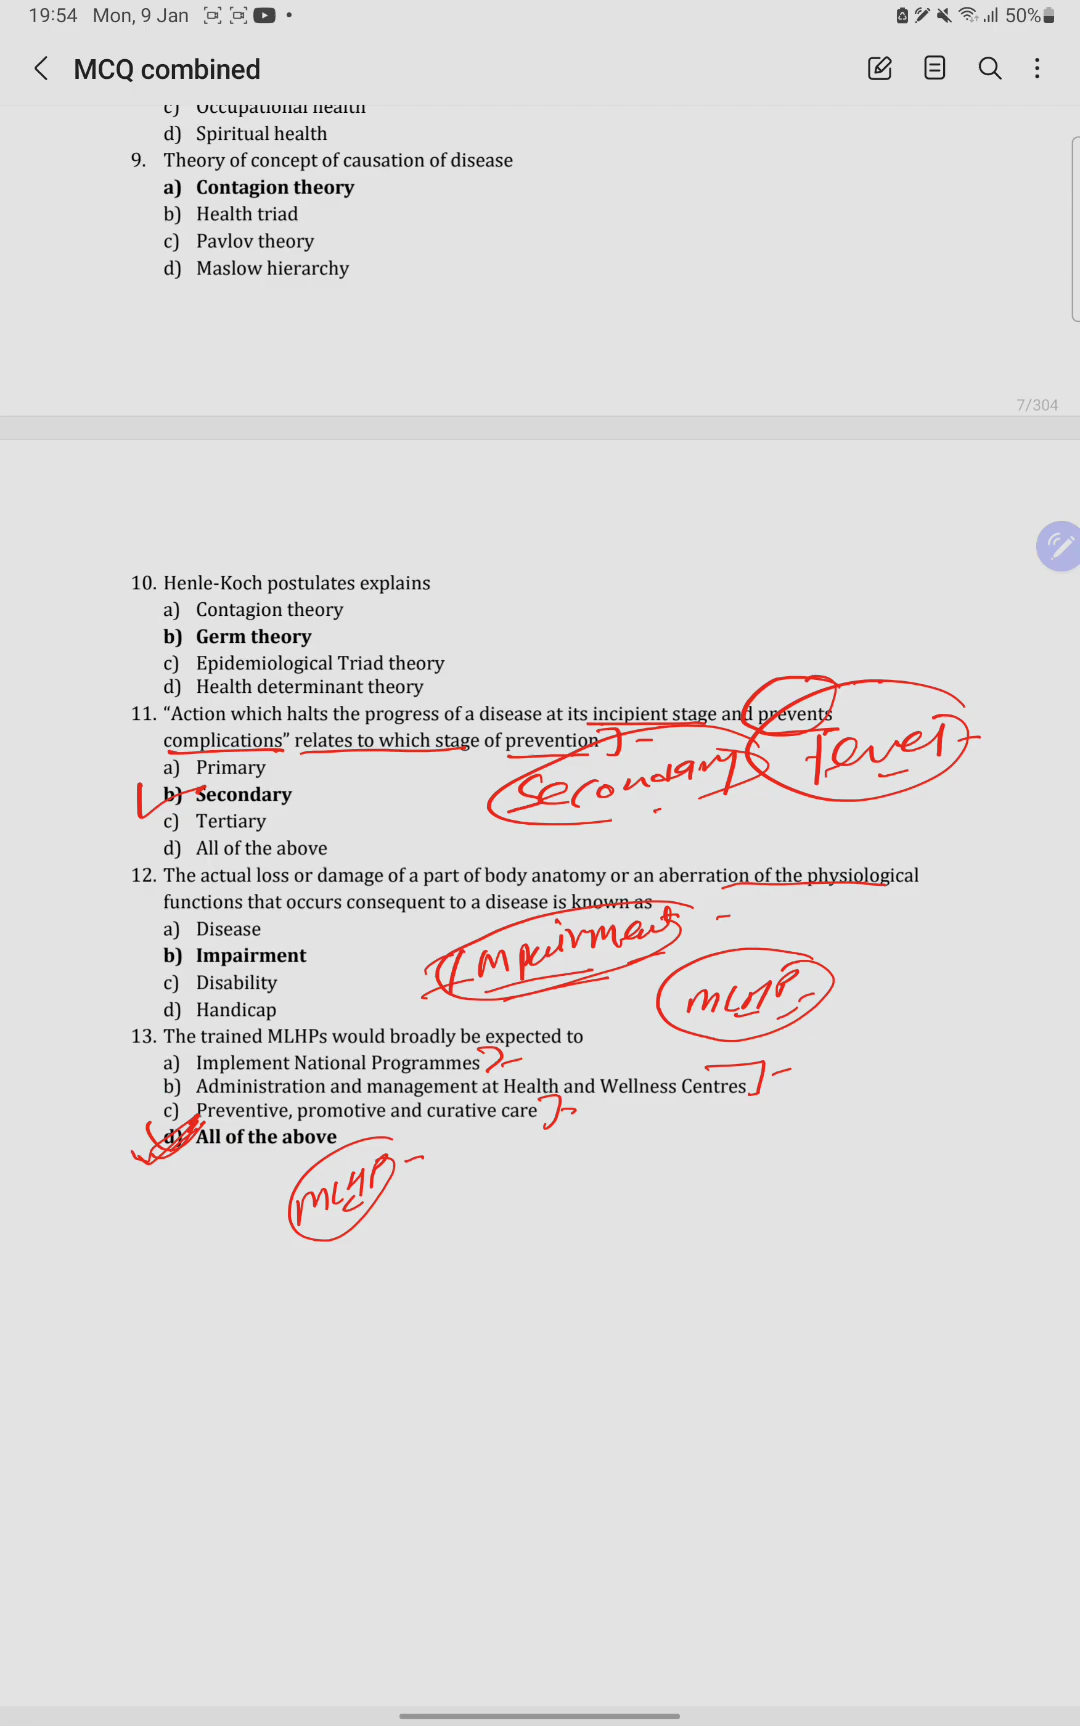 19:54 Mon, 9 Jan
50%
MCQ combined
c) Occupational health
d) Spiritual health
9. Theory of concept of causation of disease
a) Contagion theory
b) Health triad
c) Pavlov theory
d) Maslow hierarchy
7/304
10. Henle-Koch postulates explains
a) Contagion theory
b) Germ theory
c) Epidemiological Triad theory
d) Health determinant theory
11. “Action which halts the progress of a disease at its incipient stage and prevents
complications” relates to which stage of prevention
Secondary level
a) Primary
b) Secondary
c) Tertiary
d) All of the above
12. The actual loss or damage of a part of body anatomy or an aberration of the physiological
functions that occurs consequent to a disease is known as
a) Disease
Impairment
b) Impairment
c) Disability
MLHP
d) Handicap
13. The trained MLHPs would broadly be expected to
a) Implement National Programmes
b) Administration and management at Health and Wellness Centres
c) Preventive, promotive and curative care
d) All of the above
MLHP